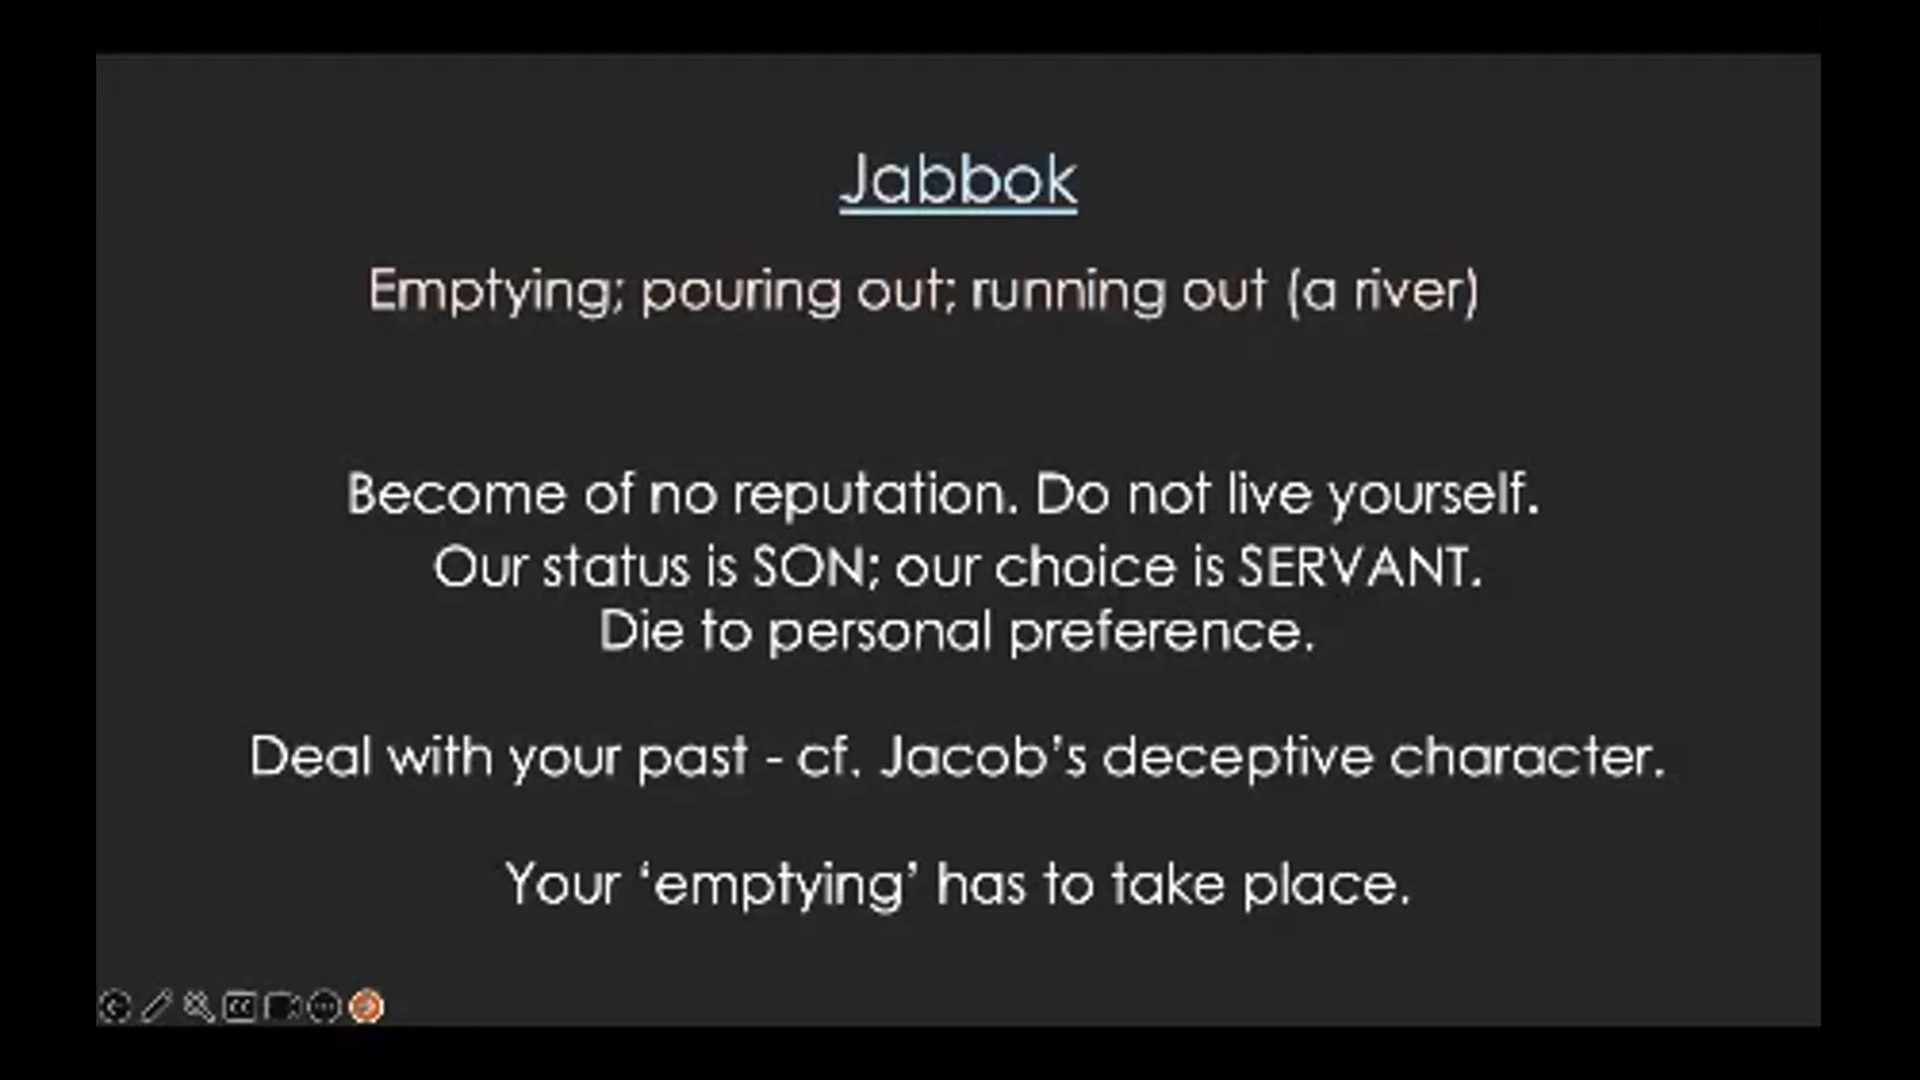 Jabbok
Emptying; pouring out; running out (a river)
Become of no reputation. Do not live yourself.
Our status is SON; our choice is SERVANT.
Die to personal preference.
Deal with your past - cf. Jacob's deceptive character.
Your ‘emptying’ has to take place.
CC